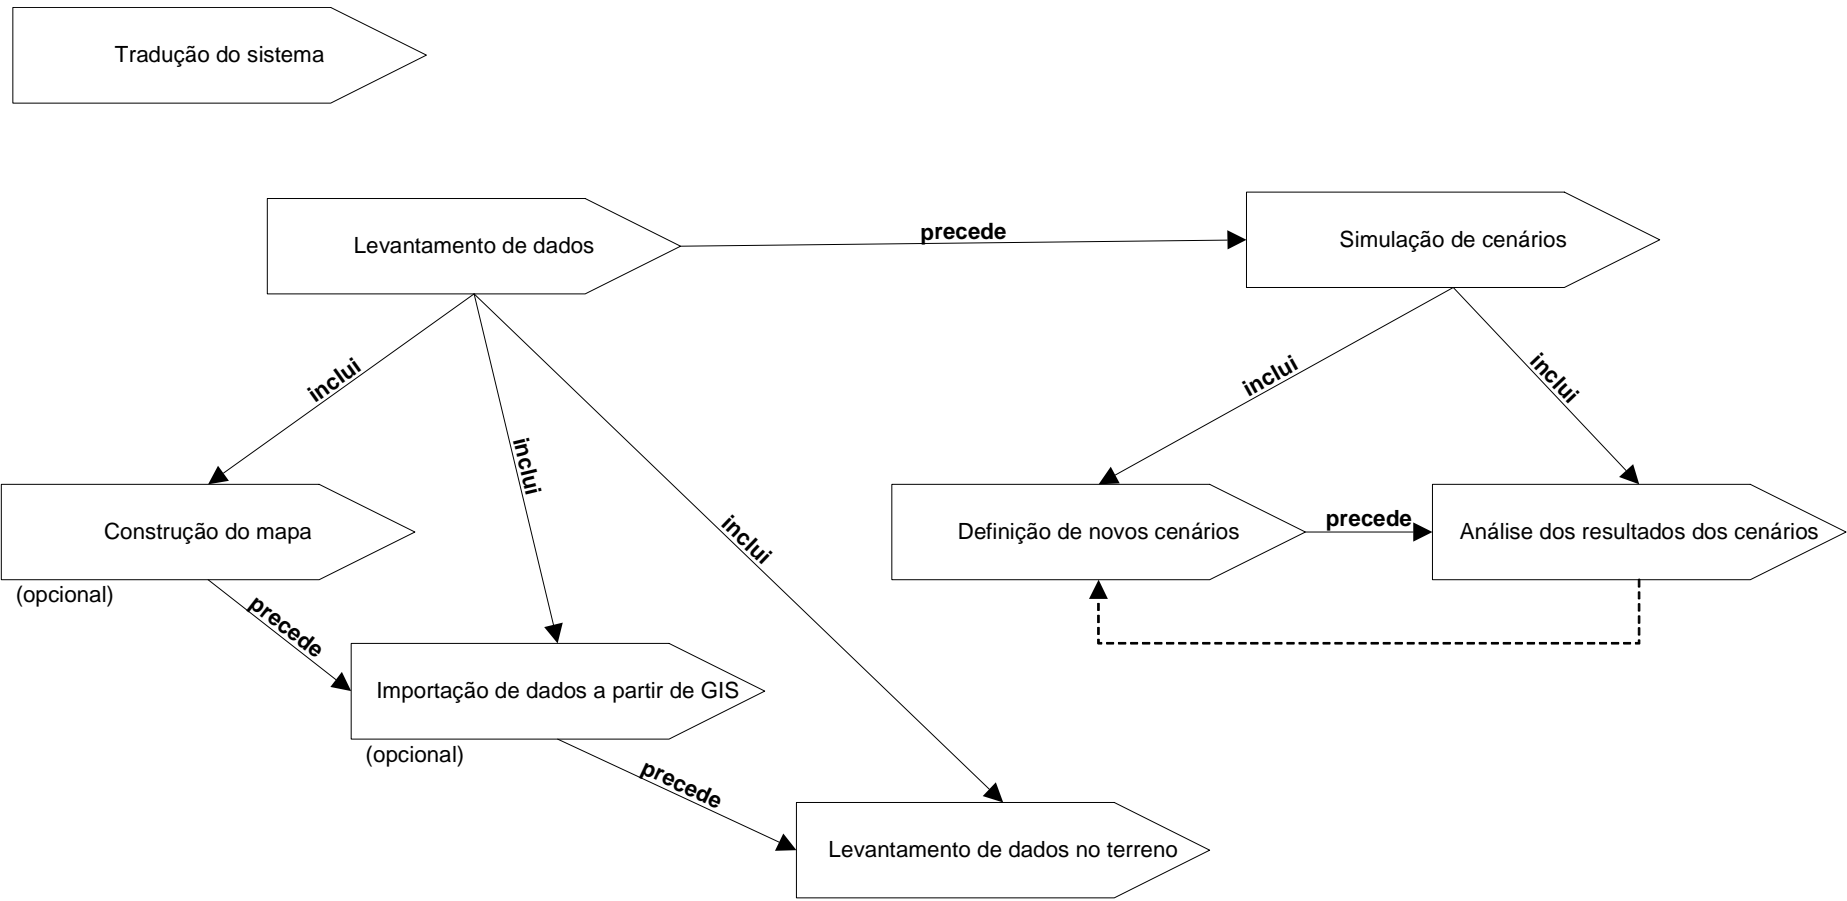 Tradução do sistema
Levantamento de dados
precede
Simulação de cenários
inclui
inclui
inclui
inclui
inclui
Construção do mapa
(opcional)
Definição de novos cenários
precede
Análise dos resultados dos cenários
precede
Importação de dados a partir de GIS
(opcional)
precede
Levantamento de dados no terreno